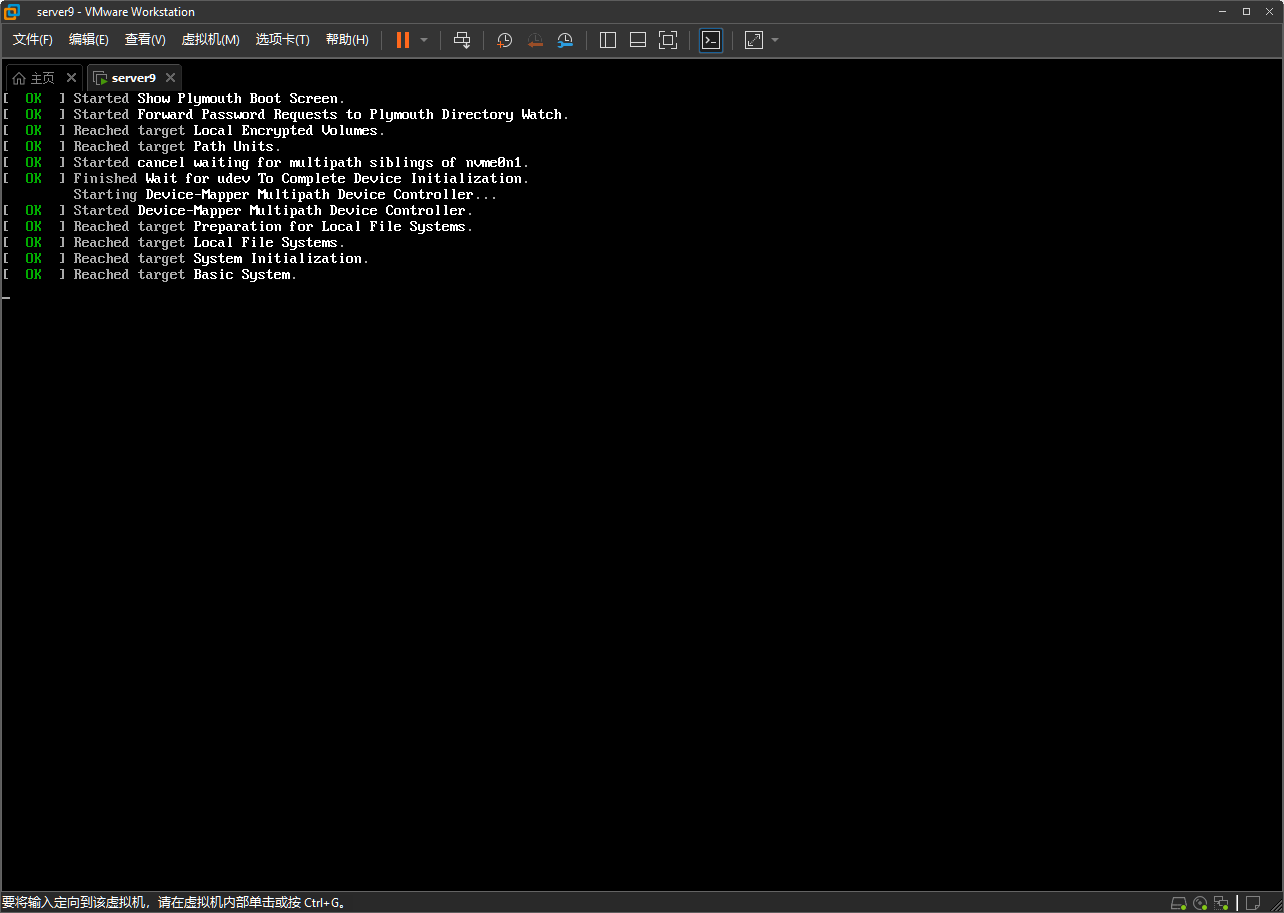 server9 - VMware Workstation
文件(F) 编辑(E) 查看(V) 虚拟机(M) 选项卡(T) 帮助(H)
主页 server9
[  OK  ] Started Show Plymouth Boot Screen.
[  OK  ] Started Forward Password Requests to Plymouth Directory Watch.
[  OK  ] Reached target Local Encrypted Volumes.
[  OK  ] Reached target Path Units.
[  OK  ] Started cancel waiting for multipath siblings of nvme0n1.
[  OK  ] Finished Wait for udev To Complete Device Initialization.
Starting Device-Mapper Multipath Device Controller...
[  OK  ] Started Device-Mapper Multipath Device Controller.
[  OK  ] Reached target Preparation for Local File Systems.
[  OK  ] Reached target Local File Systems.
[  OK  ] Reached target System Initialization.
[  OK  ] Reached target Basic System.
要将输入定向到该虚拟机，请在虚拟机内部单击或按 Ctrl+G。